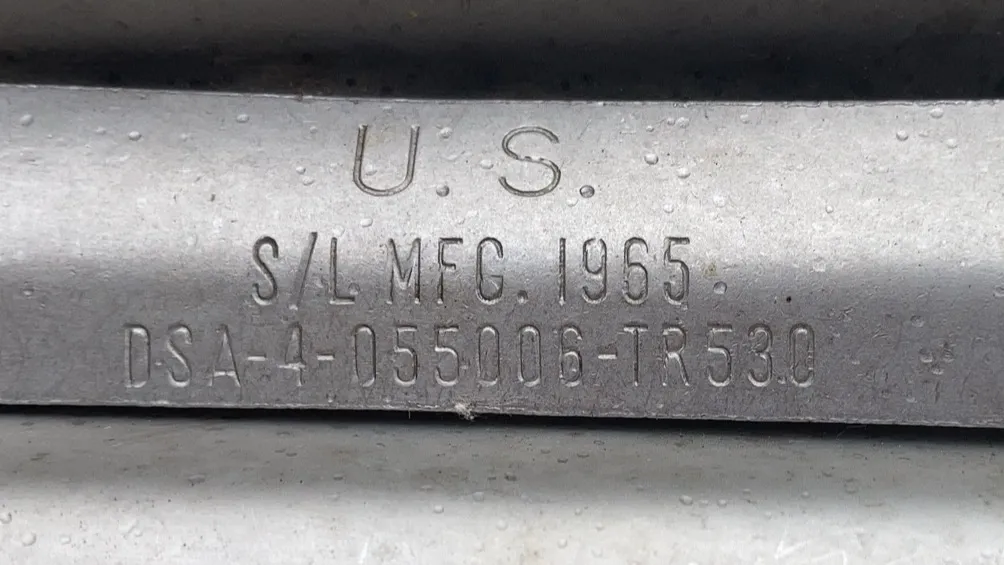 U. S.
S/L MFG. 1965.
DSA-4-055006-TR530